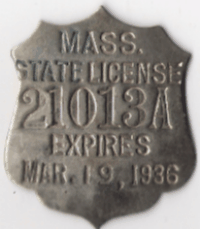 MASS.
STATE LICENSE
21013A
EXPIRES
MAR. 19, 1936